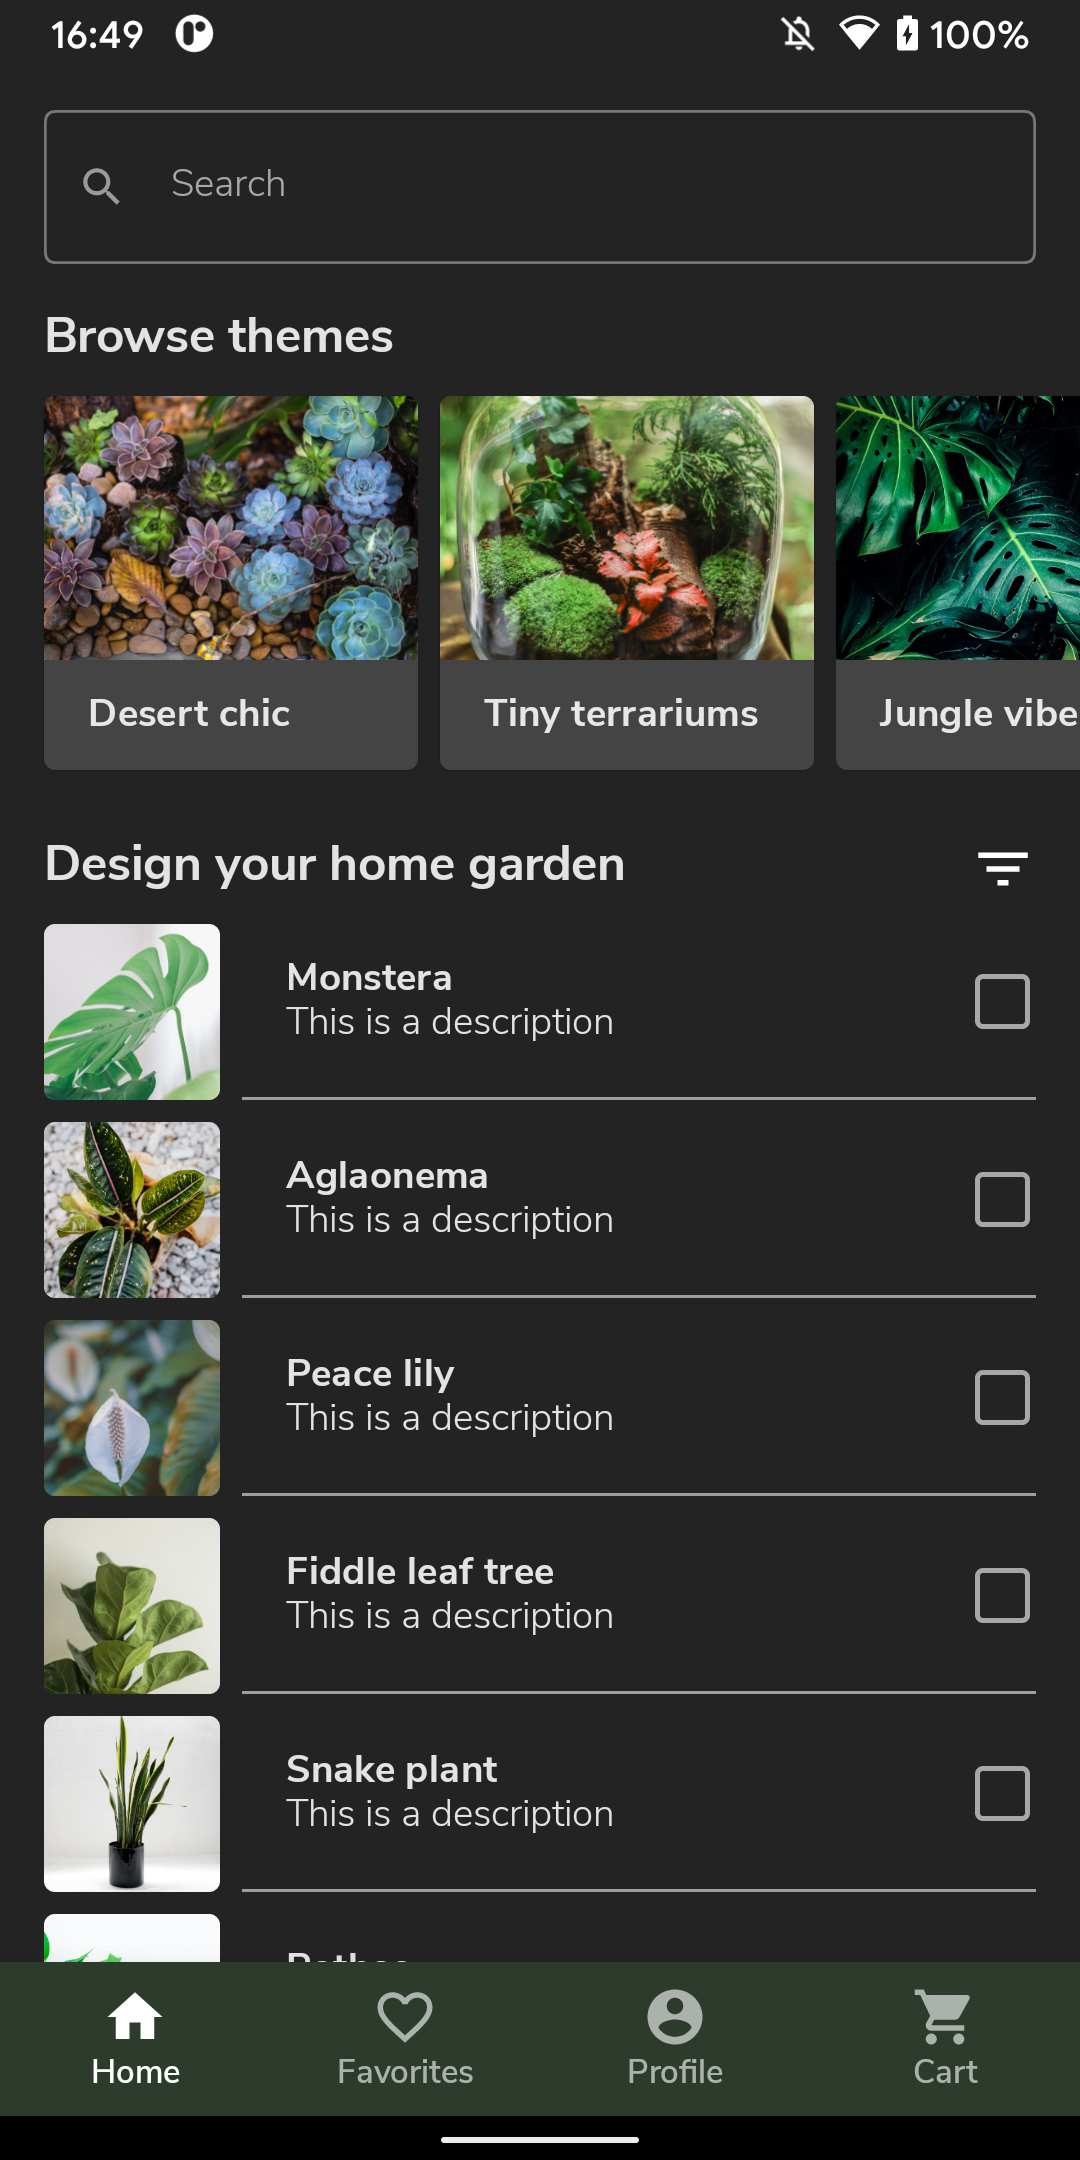 16:49
100%
Search
Browse themes
Desert chic
Tiny terrariums
Jungle vibe
Design your home garden
Monstera
This is a description
Aglaonema
This is a description
Peace lily
This is a description
Fiddle leaf tree
This is a description
Snake plant
This is a description
Home
Favorites
Profile
Cart